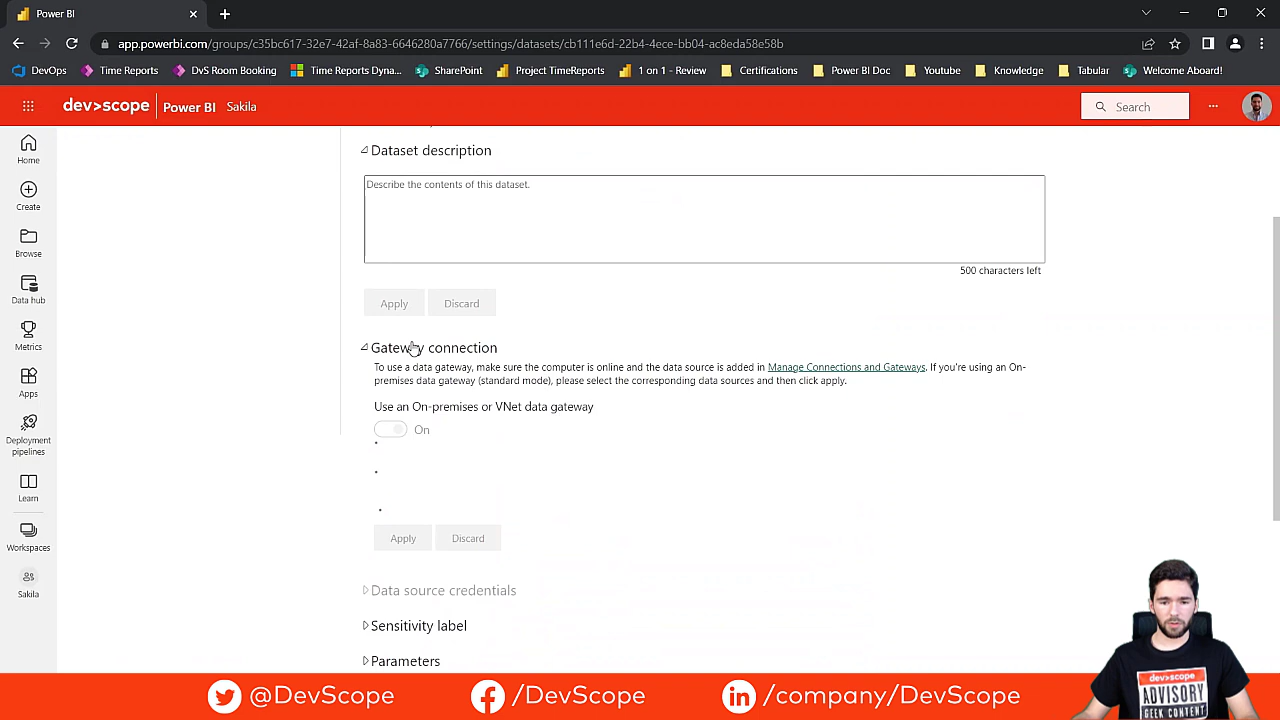 Power BI
app.powerbi.com/groups/c35bc617-32e7-42af-8a83-6646280a7766/settings/datasets/cb111e6d-22b4-4ece-bb04-ac8eda58e58b
DevOps
Time Reports
DvS Room Booking
Time Reports Dyna...
SharePoint
Project TimeReports
1 on 1 - Review
Certifications
Power BI Doc
Youtube
Knowledge
Tabular
Welcome Aboard!
dev>scope
Power BI
Sakila
Search
Home
Create
Browse
Data hub
Metrics
Apps
Deployment
pipelines
Learn
Workspaces
Sakila
Dataset description
Describe the contents of this dataset.
500 characters left
Apply
Discard
Gateway connection
To use a data gateway, make sure the computer is online and the data source is added in Manage Connections and Gateways. If you're using an On-
premises data gateway (standard mode), please select the corresponding data sources and then click apply.
Use an On-premises or VNet data gateway
On
Apply
Discard
Data source credentials
Sensitivity label
Parameters
dev>scope
ADVISORY
GEEK CONTENT
@DevScope
/DevScope
/company/DevScope